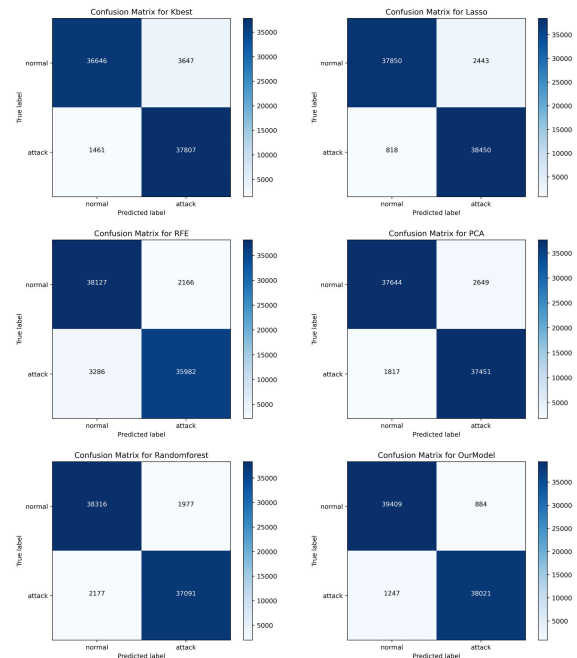 Confusion Matrix for Kbest
normal
attack
True label
36646
3647
1461
37807
normal
attack
Predicted label
35000
30000
25000
20000
15000
10000
5000
Confusion Matrix for Lasso
normal
attack
True label
37850
2443
818
38450
normal
attack
Predicted label
35000
30000
25000
20000
15000
10000
5000
Confusion Matrix for RFE
normal
attack
True label
38127
2166
3286
35982
normal
attack
Predicted label
35000
30000
25000
20000
15000
10000
5000
Confusion Matrix for PCA
normal
attack
True label
37644
2649
1817
37451
normal
attack
Predicted label
35000
30000
25000
20000
15000
10000
5000
Confusion Matrix for Randomforest
normal
attack
True label
38316
1977
2177
37091
normal
attack
Predicted label
35000
30000
25000
20000
15000
10000
5000
Confusion Matrix for OurModel
normal
attack
True label
39409
884
1247
38021
normal
attack
Predicted label
35000
30000
25000
20000
15000
10000
5000